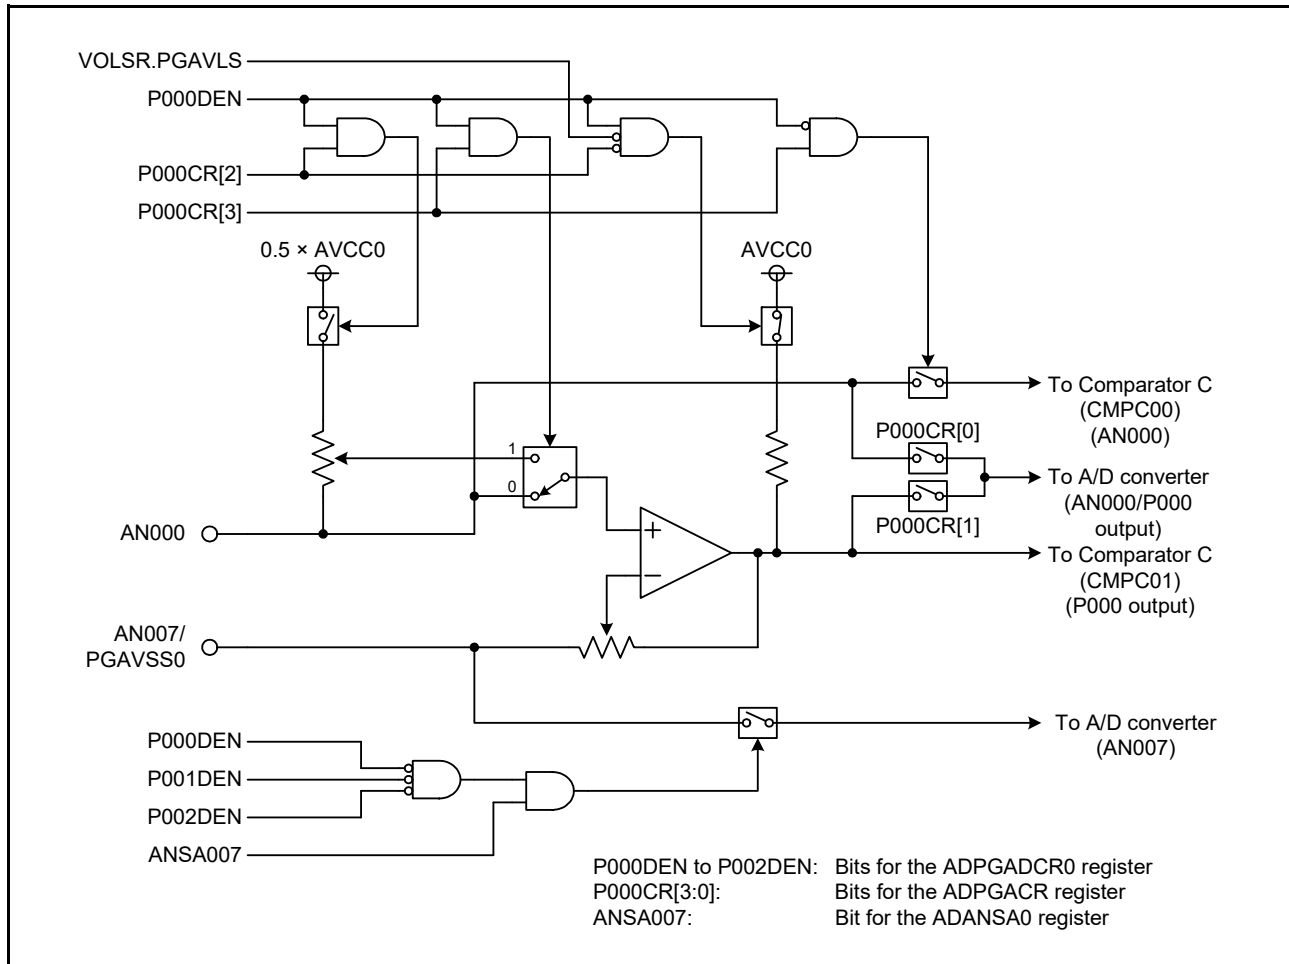 VOLSR.PGAVLS
P000DEN
P000CR[2]
P000CR[3]
0.5 × AVCC0
AVCC0
To Comparator C
(CMPC00)
(AN000)
P000CR[0]
1
0
To A/D converter
(AN000/P000
output)
P000CR[1]
AN000
+
−
To Comparator C
(CMPC01)
(P000 output)
AN007/
PGAVSS0
To A/D converter
(AN007)
P000DEN
P001DEN
P002DEN
ANSA007
P000DEN to P002DEN: Bits for the ADPGADCR0 register
P000CR[3:0]: Bits for the ADPGACR register
ANSA007: Bit for the ADANSA0 register